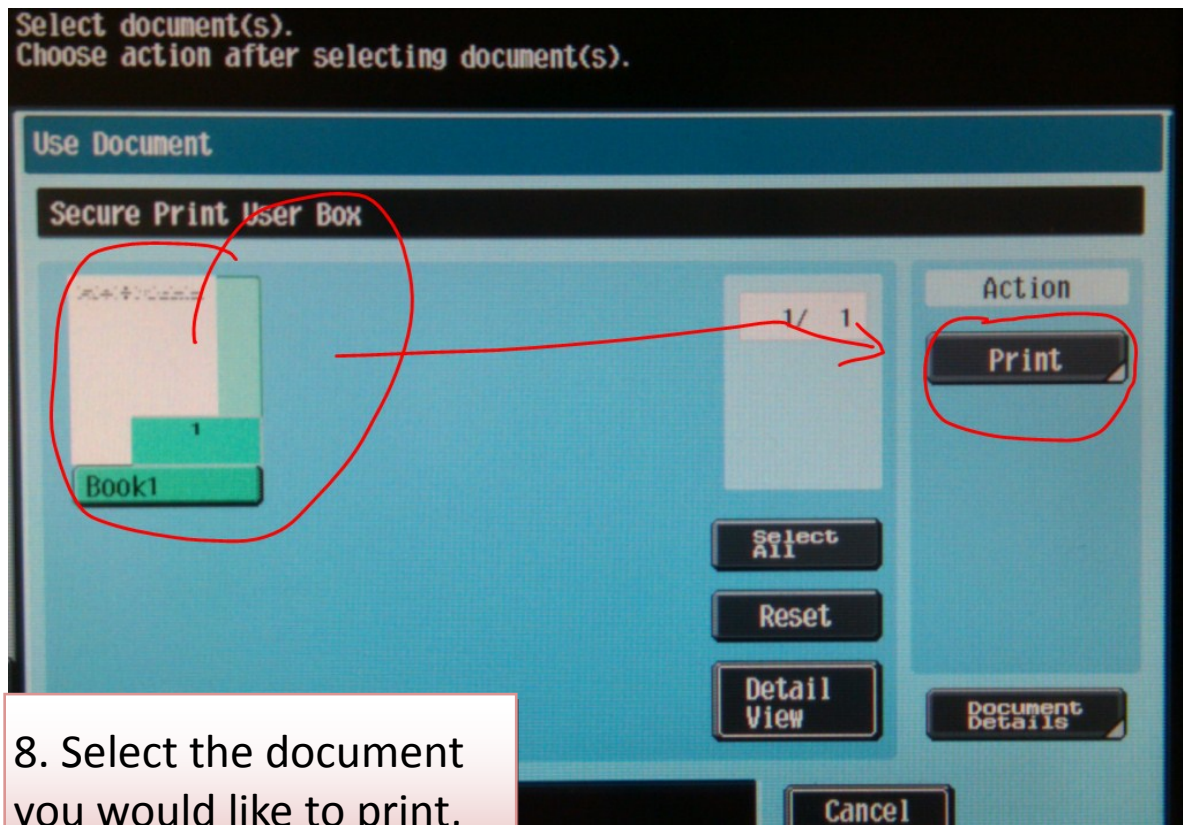 Select document(s).
Choose action after selecting document(s).
Use Document
Secure Print User Box
1
Book1
1/ 1
Select
All
Reset
Detail
View
Action
Print
Document
Details
Cancel
8. Select the document
you would like to print.